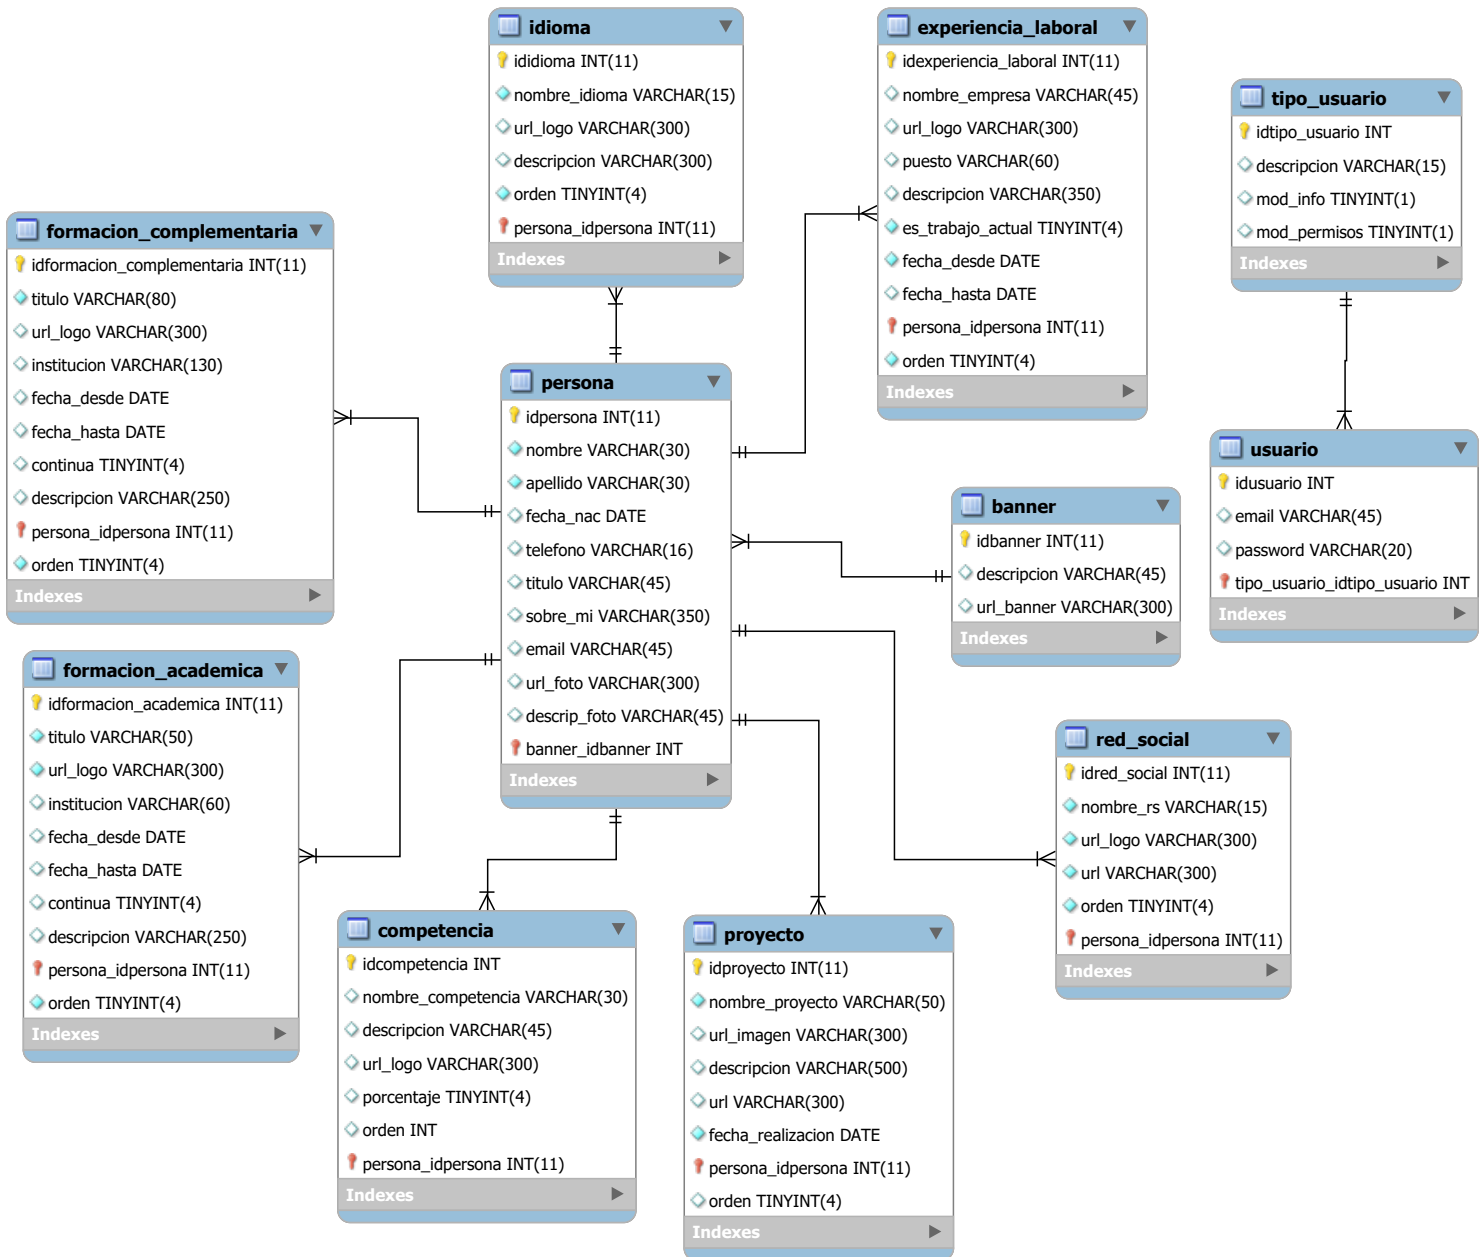 idioma
ididioma INT(11)
nombre_idioma VARCHAR(15)
url_logo VARCHAR(300)
descripcion VARCHAR(300)
orden TINYINT(4)
persona_idpersona INT(11)
Indexes
experiencia_laboral
idexperiencia_laboral INT(11)
nombre_empresa VARCHAR(45)
url_logo VARCHAR(300)
puesto VARCHAR(60)
descripcion VARCHAR(350)
es_trabajo_actual TINYINT(4)
fecha_desde DATE
fecha_hasta DATE
persona_idpersona INT(11)
orden TINYINT(4)
Indexes
tipo_usuario
idtipo_usuario INT
descripcion VARCHAR(15)
mod_info TINYINT(1)
mod_permisos TINYINT(1)
Indexes
formacion_complementaria
idformacion_complementaria INT(11)
titulo VARCHAR(80)
url_logo VARCHAR(300)
institucion VARCHAR(130)
fecha_desde DATE
fecha_hasta DATE
continua TINYINT(4)
descripcion VARCHAR(250)
persona_idpersona INT(11)
orden TINYINT(4)
Indexes
persona
idpersona INT(11)
nombre VARCHAR(30)
apellido VARCHAR(30)
fecha_nac DATE
telefono VARCHAR(16)
titulo VARCHAR(45)
sobre_mi VARCHAR(350)
email VARCHAR(45)
url_foto VARCHAR(300)
descrip_foto VARCHAR(45)
banner_idbanner INT
Indexes
usuario
idusuario INT
email VARCHAR(45)
password VARCHAR(20)
tipo_usuario_idtipo_usuario INT
Indexes
banner
idbanner INT(11)
descripcion VARCHAR(45)
url_banner VARCHAR(300)
Indexes
formacion_academica
idformacion_academica INT(11)
titulo VARCHAR(50)
url_logo VARCHAR(300)
institucion VARCHAR(60)
fecha_desde DATE
fecha_hasta DATE
continua TINYINT(4)
descripcion VARCHAR(250)
persona_idpersona INT(11)
orden TINYINT(4)
Indexes
red_social
idred_social INT(11)
nombre_rs VARCHAR(15)
url_logo VARCHAR(300)
url VARCHAR(300)
orden TINYINT(4)
persona_idpersona INT(11)
Indexes
competencia
idcompetencia INT
nombre_competencia VARCHAR(30)
descripcion VARCHAR(45)
url_logo VARCHAR(300)
porcentaje TINYINT(4)
orden INT
persona_idpersona INT(11)
Indexes
proyecto
idproyecto INT(11)
nombre_proyecto VARCHAR(50)
url_imagen VARCHAR(300)
descripcion VARCHAR(500)
url VARCHAR(300)
fecha_realizacion DATE
persona_idpersona INT(11)
orden TINYINT(4)
Indexes